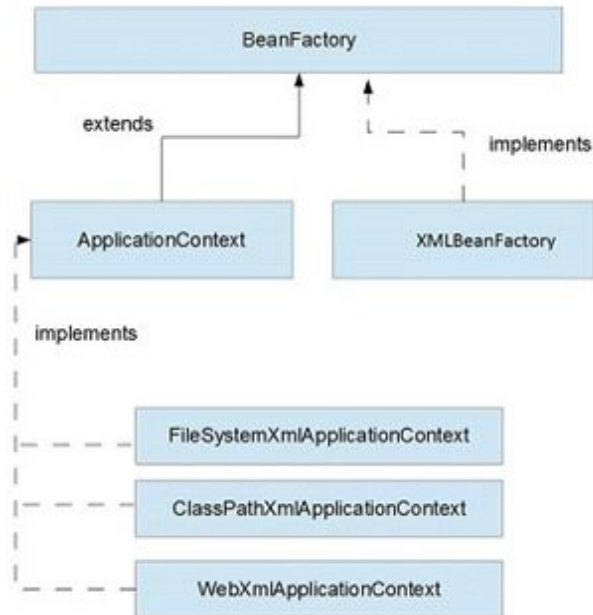 BeanFactory
extends
implements
ApplicationContext
XMLBeanFactory
implements
FileSystemXmlApplicationContext
ClassPathXmlApplicationContext
WebXmlApplicationContext